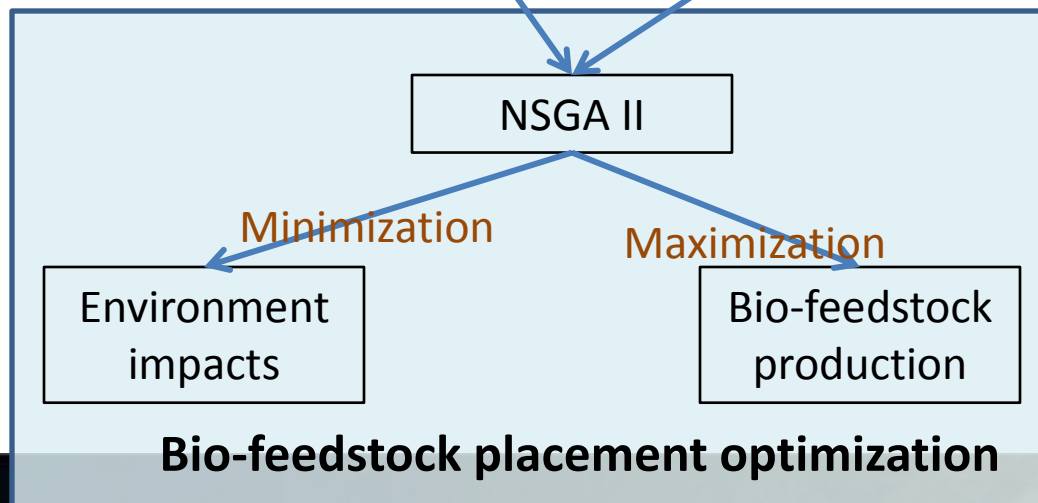 NSGA II
Minimization
Maximization
Environment
impacts
Bio-feedstock
production
Bio-feedstock placement optimization